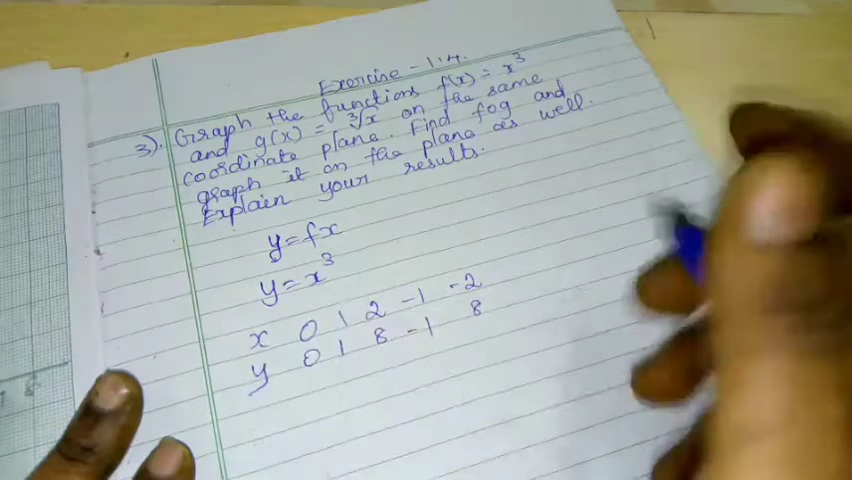 Exercise - 1.4.
3). Graph the functions f(x) = x³
and g(x) = ³√x on the same
coordinate plane. Find fog and
graph it on the plane as well.
Explain your results.
y = fx
y = x³
x 0 1 2 -1 -2
y 0 1 8 -1 8